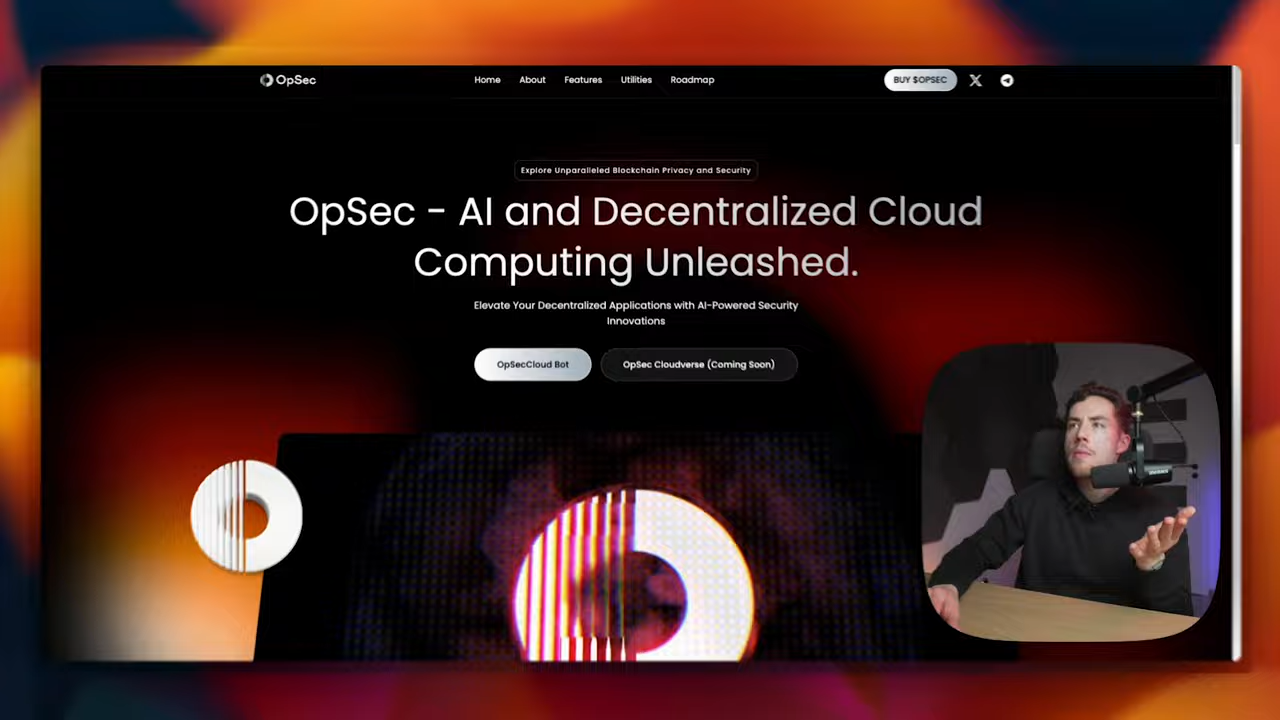 OpSec
Home
About
Features
Utilities
Roadmap
BUY $OPSEC
Explore Unparalleled Blockchain Privacy and Security
OpSec - AI and Decentralized Cloud
Computing Unleashed.
Elevate Your Decentralized Applications with AI-Powered Security
Innovations
OpSecCloud Bot
OpSec Cloudverse (Coming Soon)